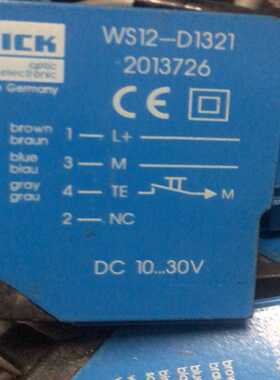 ICK
optic
electronic
Germany
WS12-D1321
2013726
CE
brown
braun 1 L+
blue
blau 3 M
gray
grau 4 TE M
2 NC
DC 10...30V